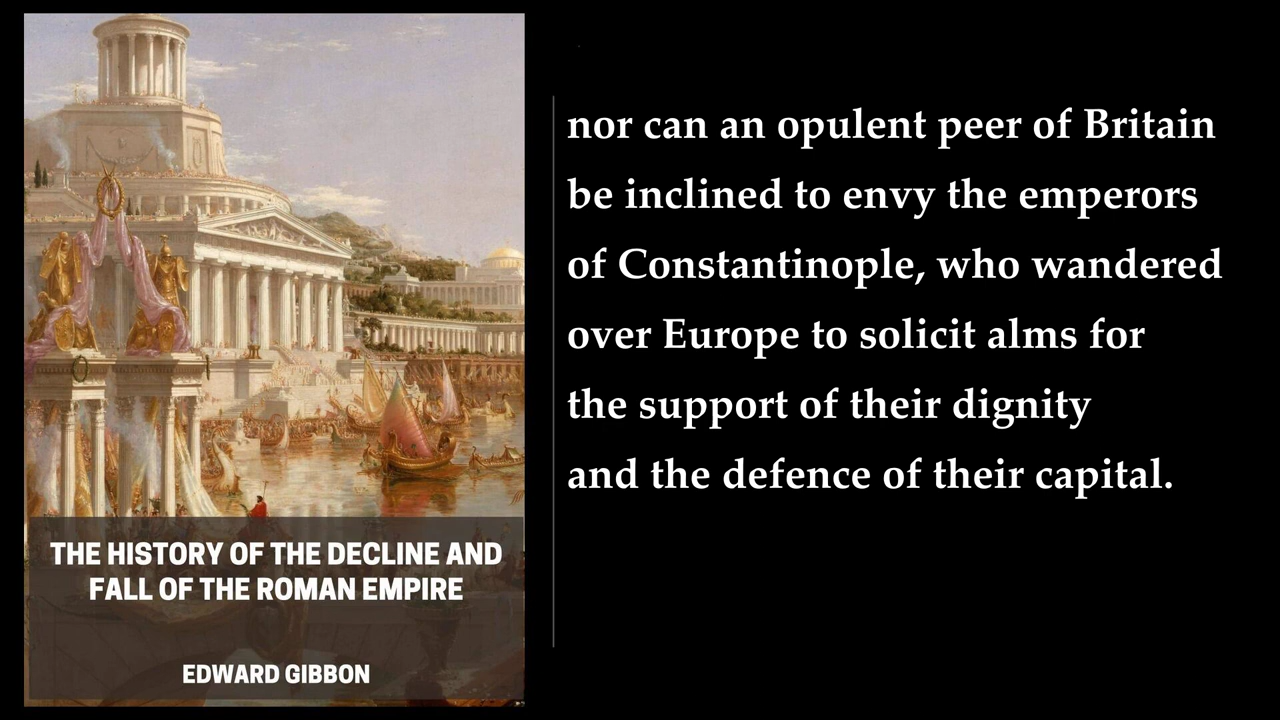 THE HISTORY OF THE DECLINE AND
FALL OF THE ROMAN EMPIRE
EDWARD GIBBON
nor can an opulent peer of Britain
be inclined to envy the emperors
of Constantinople, who wandered
over Europe to solicit alms for
the support of their dignity
and the defence of their capital.